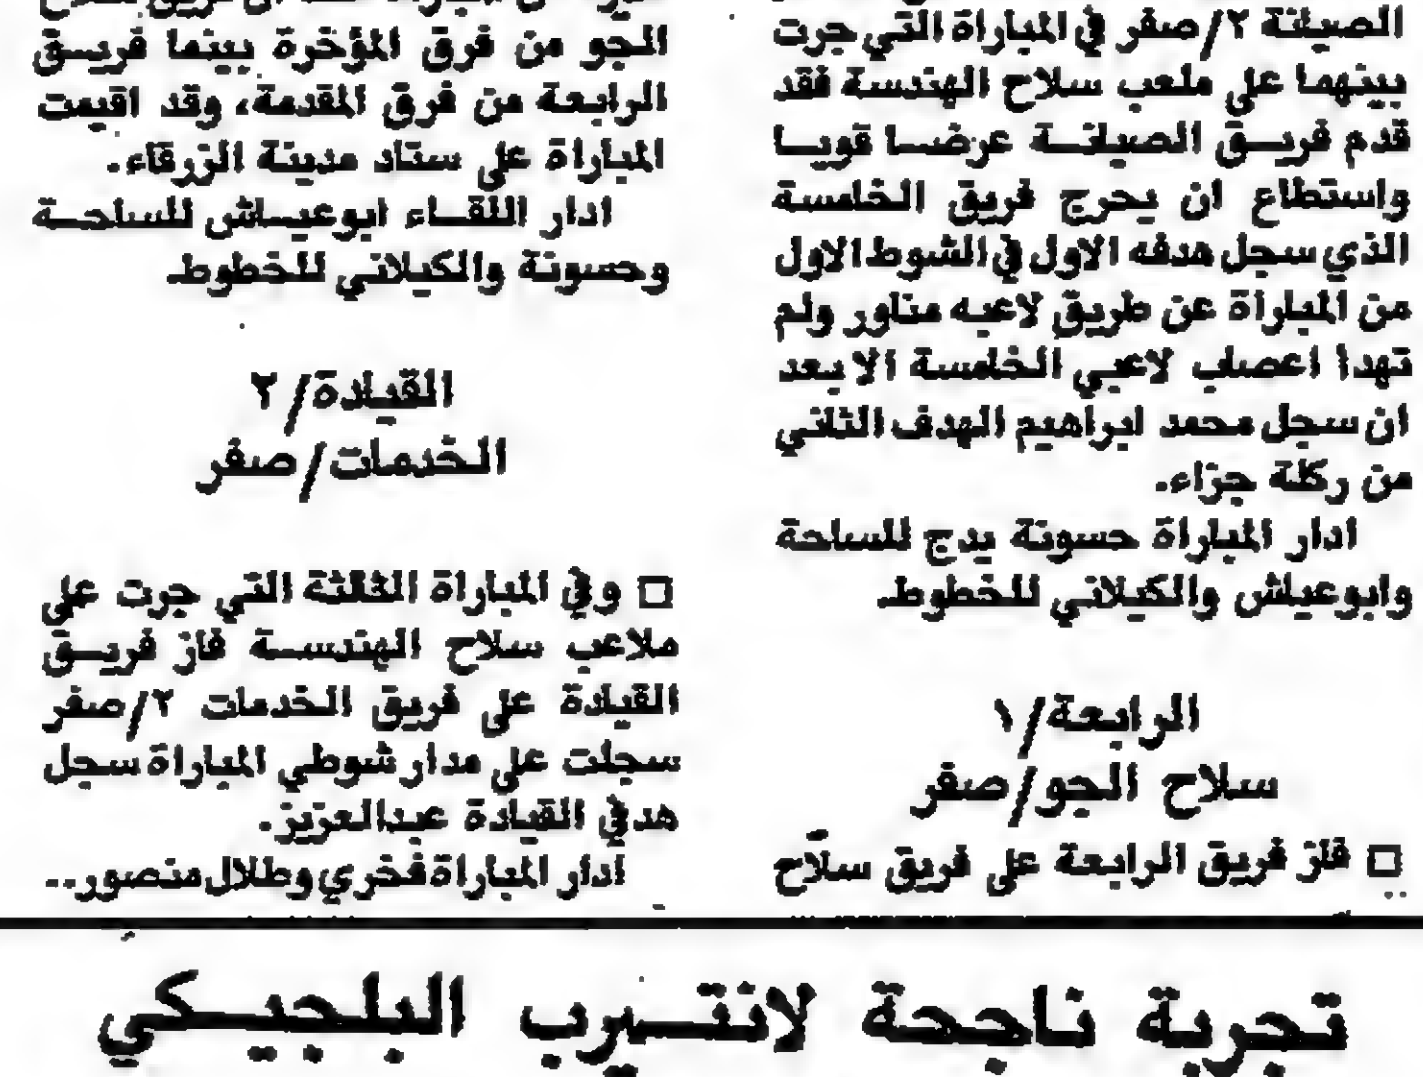 الصيانة ٢/صفر في المباراة التي جرت
بينهما على ملعب سلاح الهندسة فقد
قدم فريق الصيانة عرضا قويا
واستطاع ان يحرج فريق الخامسة
الذي سجل هدفه الاول في الشوط الاول
من المباراة عن طريق لاعبه مناور ولم
تهدا اعصاب لاعبي الخامسة الا بعد
ان سجل محمد ابراهيم الهدف الثاني
من ركلة جزاء.
ادار المباراة حسونة يدج للساحة
وابوعياش والكيلاني للخطوط.
الرابعة/١
سلاح الجو/صفر
□ فاز فريق الرابعة على فريق سلاح
الجو من فرق المؤخرة بينما فريق
الرابعة من فرق المقدمة، وقد اقيمت
المباراة على ستاد مدينة الزرقاء.
ادار اللقاء ابوعياش للساحة
وحسونة والكيلاني للخطوط.
القيادة/٢
الخدمات/صفر
□ وفي المباراة الثالثة التي جرت على
ملاعب سلاح الهندسة فاز فريق
القيادة على فريق الخدمات ٢/صفر
سجلت على مدار شوطي المباراة سجل
هدفي القيادة عبدالعزيز.
ادار المباراة فخري وطلال منصور..
تجربة ناجحة لانتيرب البلجيكي